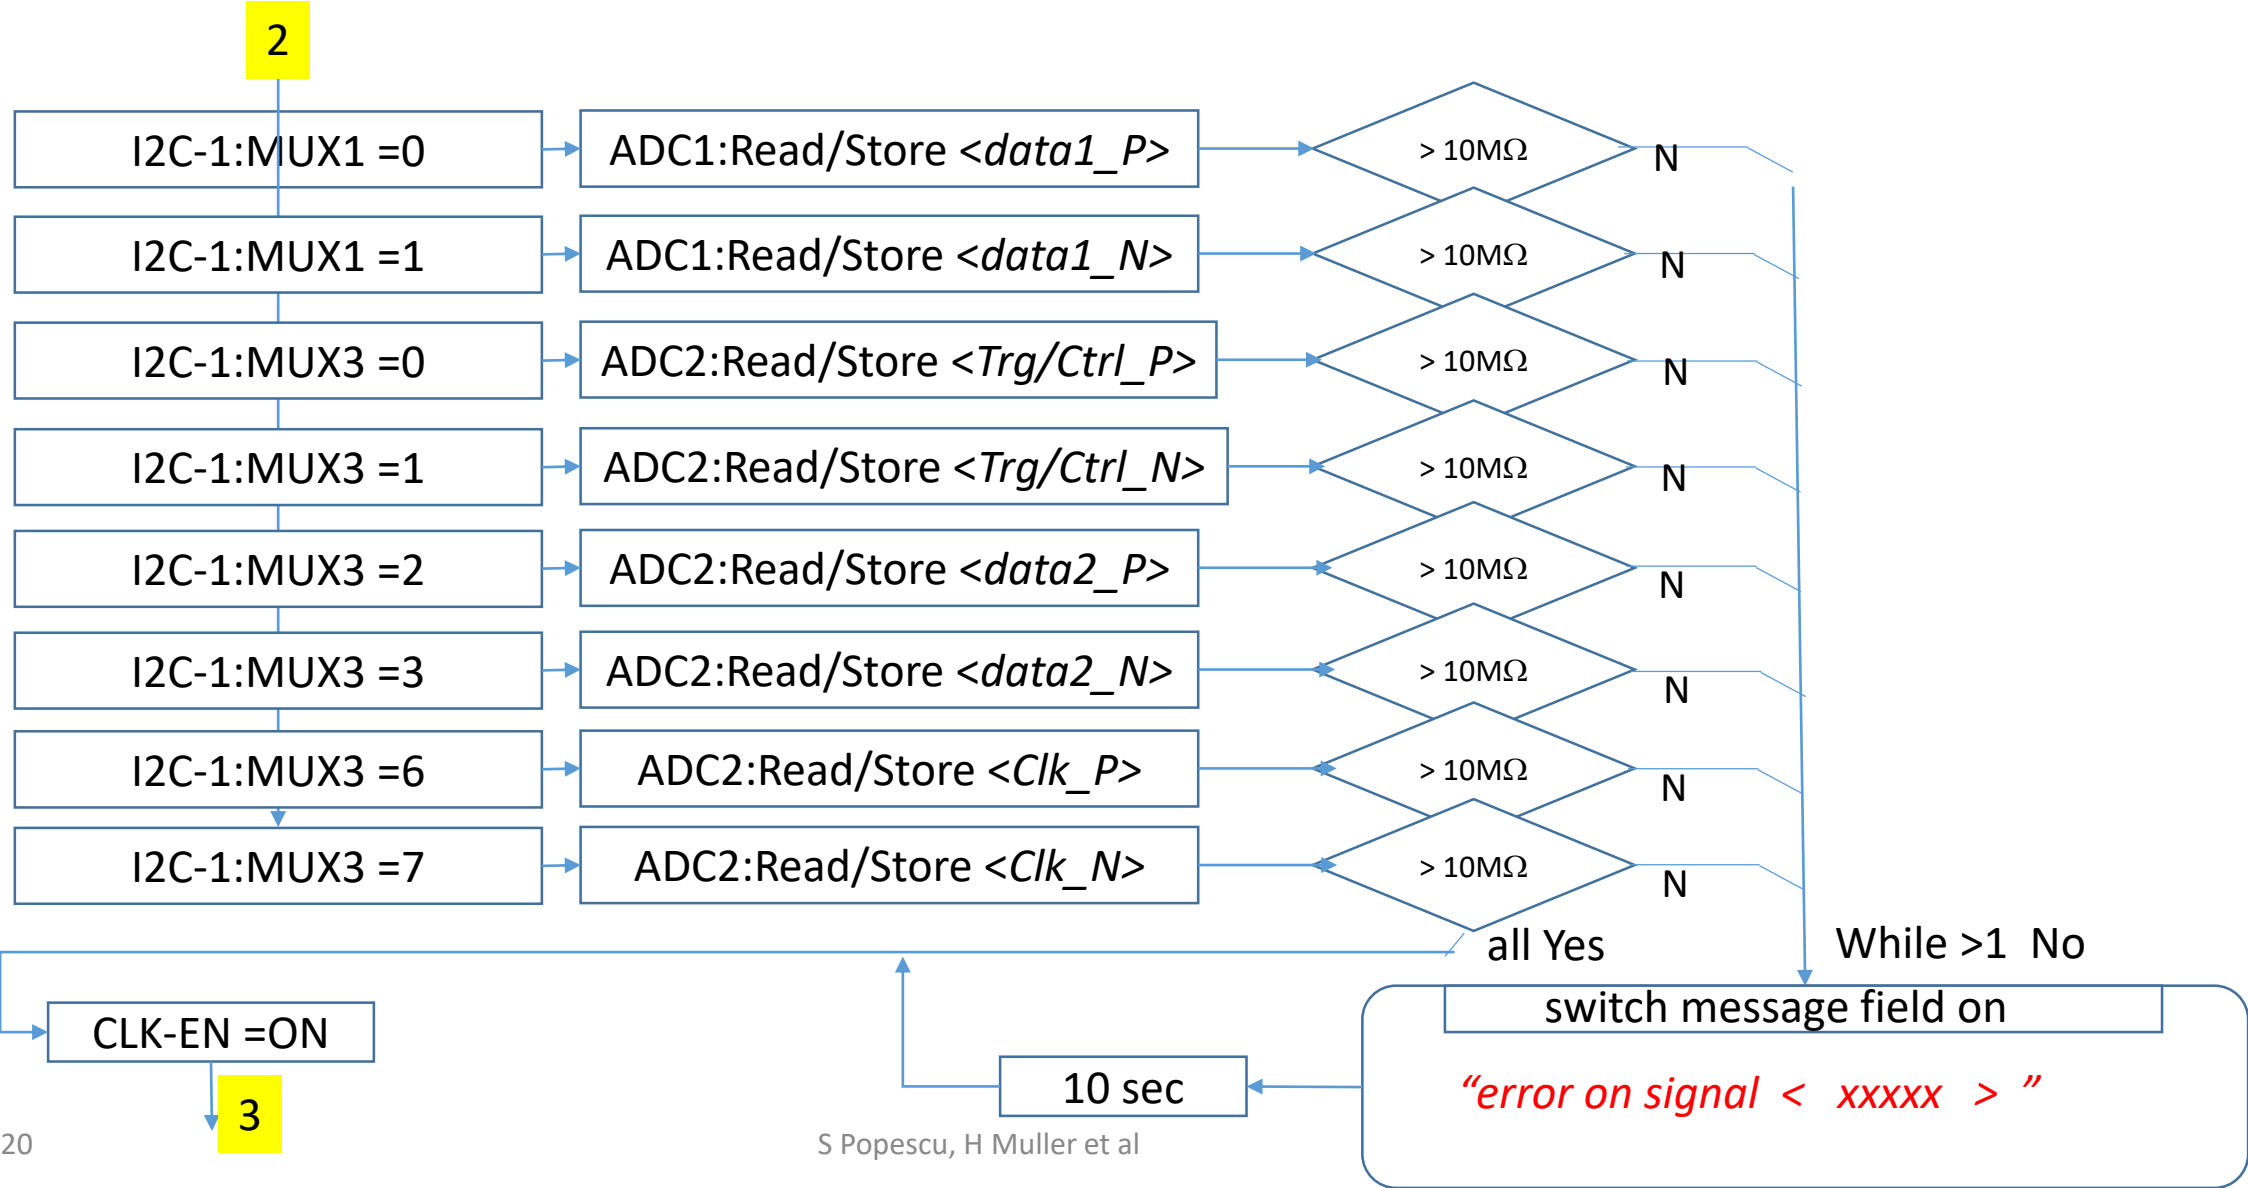 2
I2C-1:MUX1 =0
ADC1:Read/Store <data1_P>
> 10MΩ
N
I2C-1:MUX1 =1
ADC1:Read/Store <data1_N>
> 10MΩ
N
I2C-1:MUX3 =0
ADC2:Read/Store <Trg/Ctrl_P>
> 10MΩ
N
I2C-1:MUX3 =1
ADC2:Read/Store <Trg/Ctrl_N>
> 10MΩ
N
I2C-1:MUX3 =2
ADC2:Read/Store <data2_P>
> 10MΩ
N
I2C-1:MUX3 =3
ADC2:Read/Store <data2_N>
> 10MΩ
N
I2C-1:MUX3 =6
ADC2:Read/Store <Clk_P>
> 10MΩ
N
I2C-1:MUX3 =7
ADC2:Read/Store <Clk_N>
> 10MΩ
N
all Yes
While >1 No
switch message field on
CLK-EN =ON
10 sec
“error on signal < xxxxx > ”
3
20
S Popescu, H Muller et al